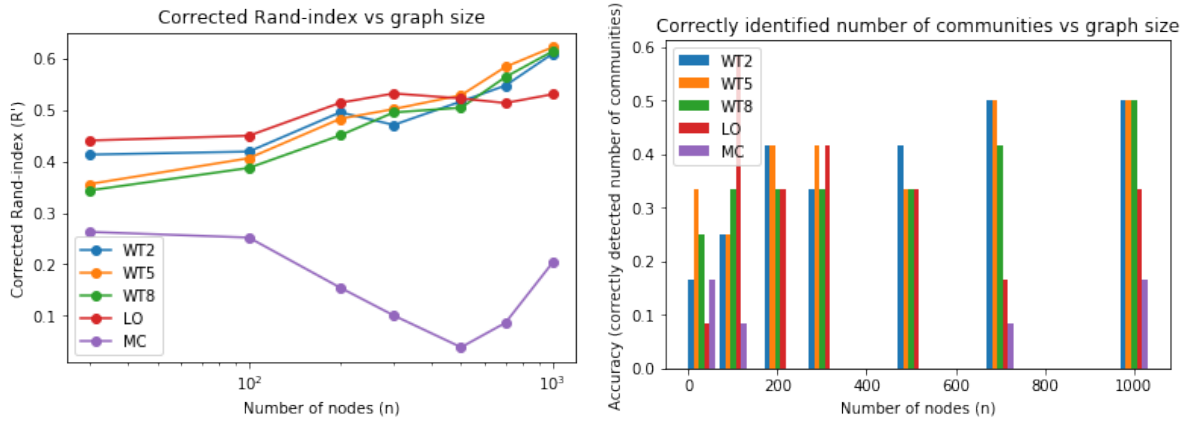 Corrected Rand-index vs graph size
Corrected Rand-index (R')
0.6
0.5
0.4
0.3
0.2
0.1
WT2
WT5
WT8
LO
MC
10²
10³
Number of nodes (n)
Correctly identified number of communities vs graph size
Accuracy (correctly detected number of communities)
0.6
0.5
0.4
0.3
0.2
0.1
0.0
WT2
WT5
WT8
LO
MC
0
200
400
600
800
1000
Number of nodes (n)